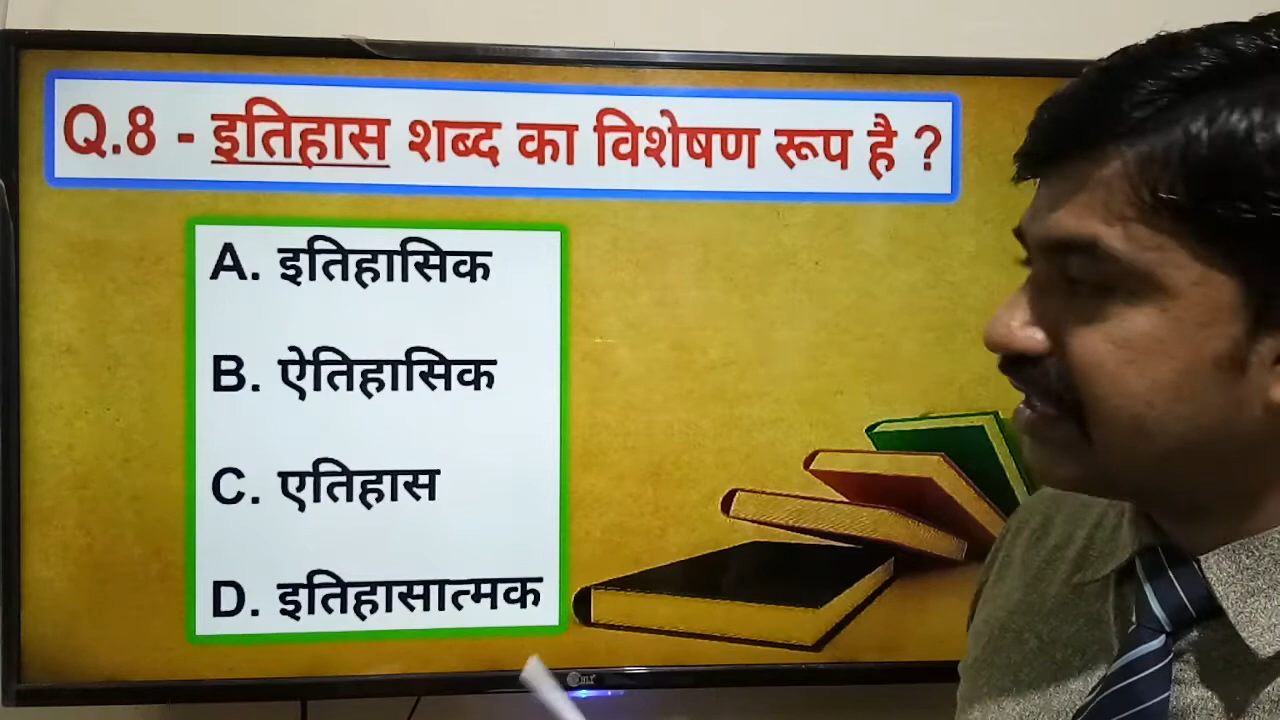 Q.8 - इतिहास शब्द का विशेषण रूप है ?
A. इतिहासिक
B. ऐतिहासिक
C. एतिहास
D. इतिहासात्मक